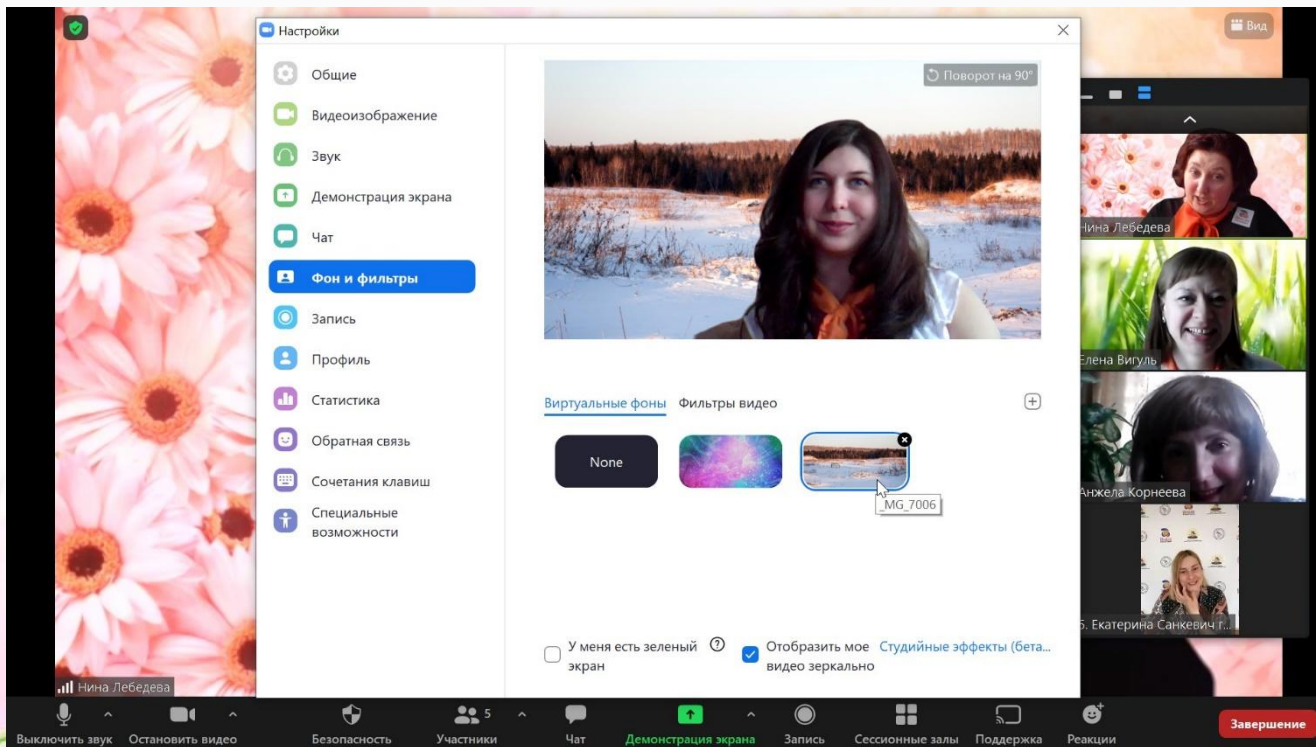 Настройки
Вид
Общие
Видеоизображение
Звук
Демонстрация экрана
Чат
Фон и фильтры
Запись
Профиль
Статистика
Обратная связь
Сочетания клавиш
Специальные
возможности
Поворот на 90°
Виртуальные фоны Фильтры видео
None
_MG_7006
У меня есть зеленый
экран
Отобразить мое
видео зеркально
Студийные эффекты (бета...
Нина Лебедева
Елена Вигуль
Анжела Корнеева
5. Екатерина Санкевич г...
Нина Лебедева
Выключить звук
Остановить видео
Безопасность
5
Участники
Чат
Демонстрация экрана
Запись
Сессионные залы
Поддержка
Реакции
Завершение